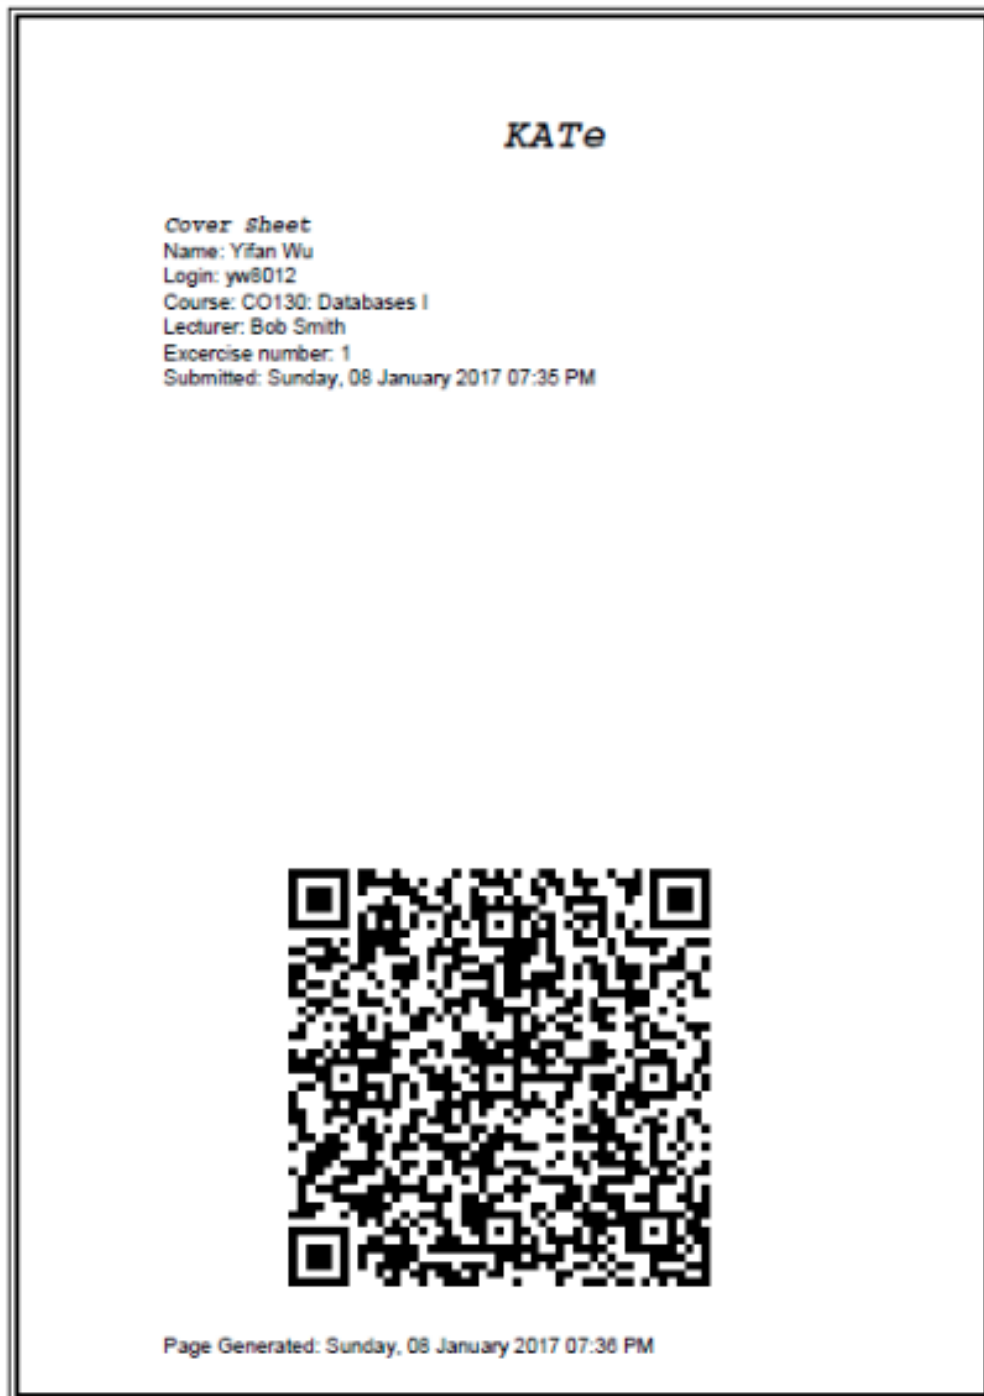 KATe
Cover Sheet
Name: Yifan Wu
Login: yw8012
Course: CO130: Databases I
Lecturer: Bob Smith
Excercise number: 1
Submitted: Sunday, 08 January 2017 07:35 PM
Page Generated: Sunday, 08 January 2017 07:36 PM